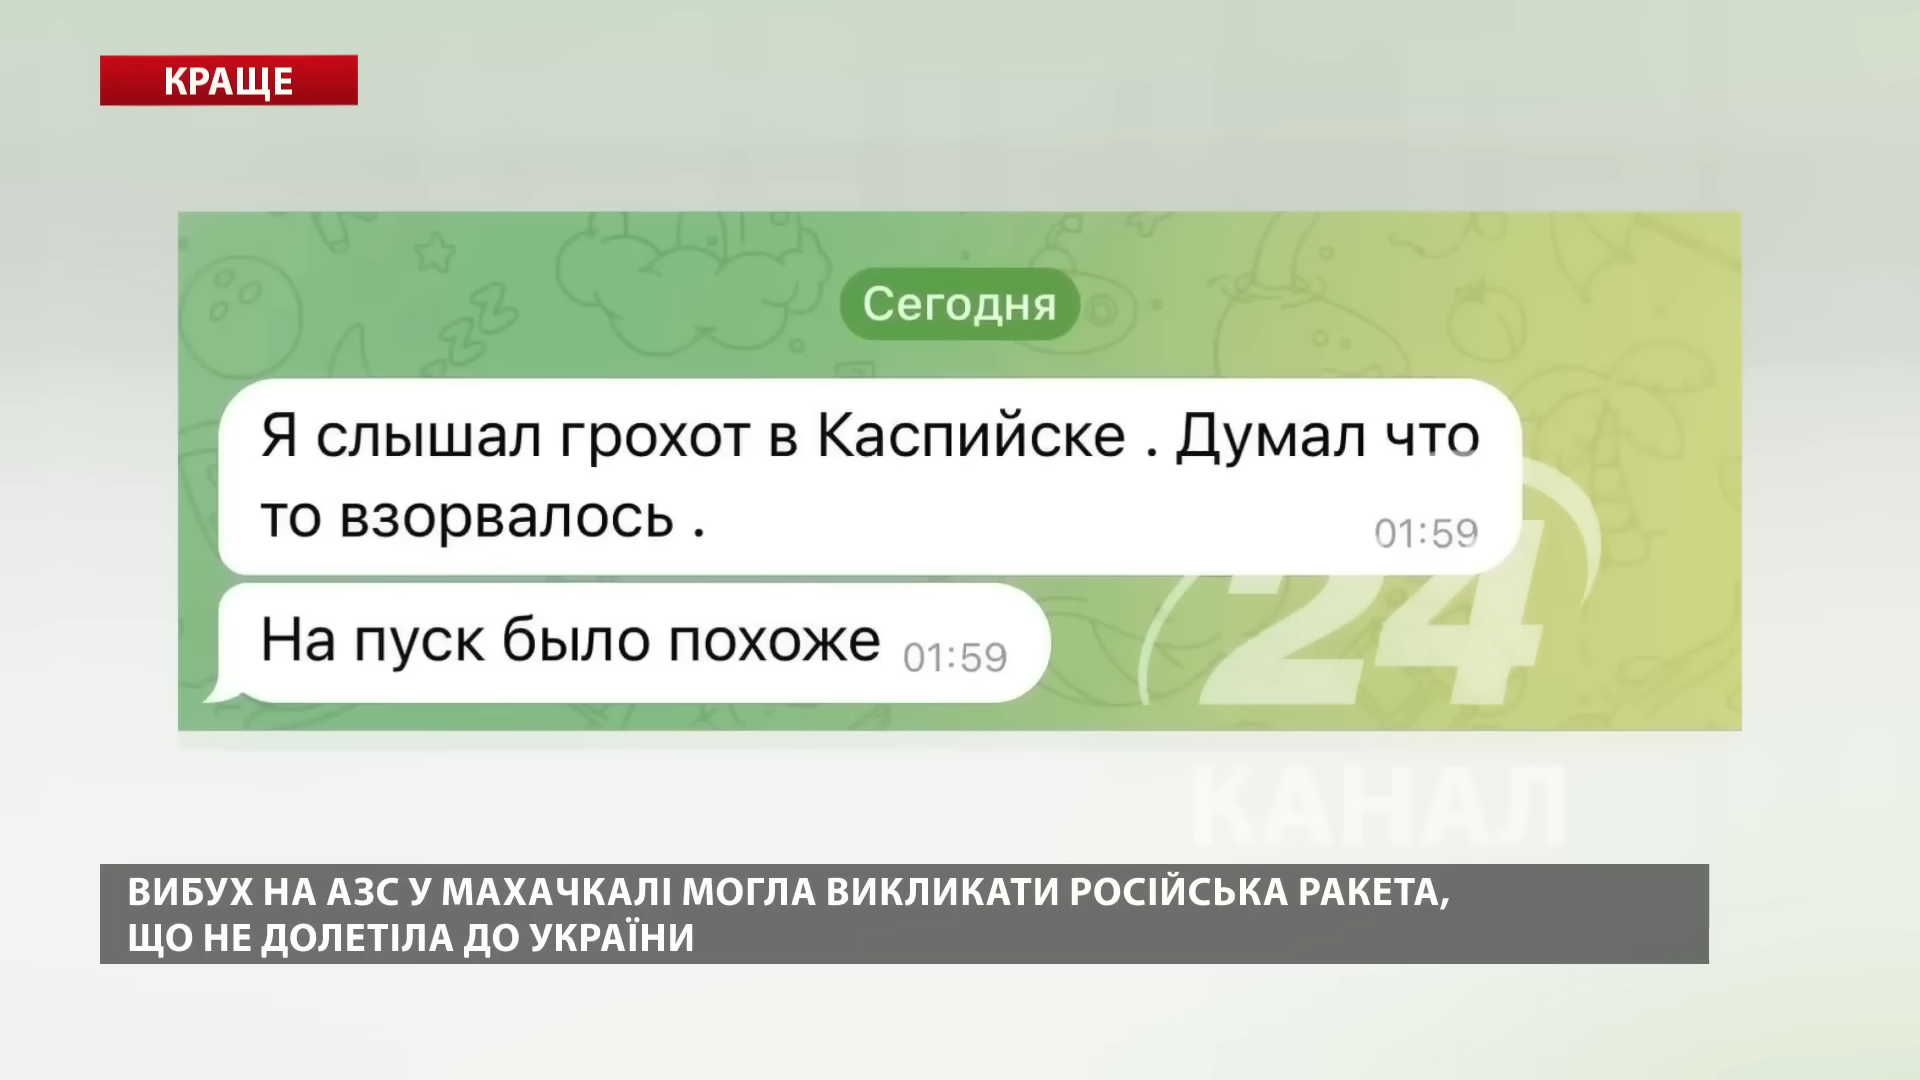 КРАЩЕ
Сегодня
Я слышал грохот в Каспийске . Думал что
то взорвалось .
01:59
На пуск было похоже 01:59
24
КАНАЛ
ВИБУХ НА АЗС У МАХАЧКАЛІ МОГЛА ВИКЛИКАТИ РОСІЙСЬКА РАКЕТА,
ЩО НЕ ДОЛЕТІЛА ДО УКРАЇНИ